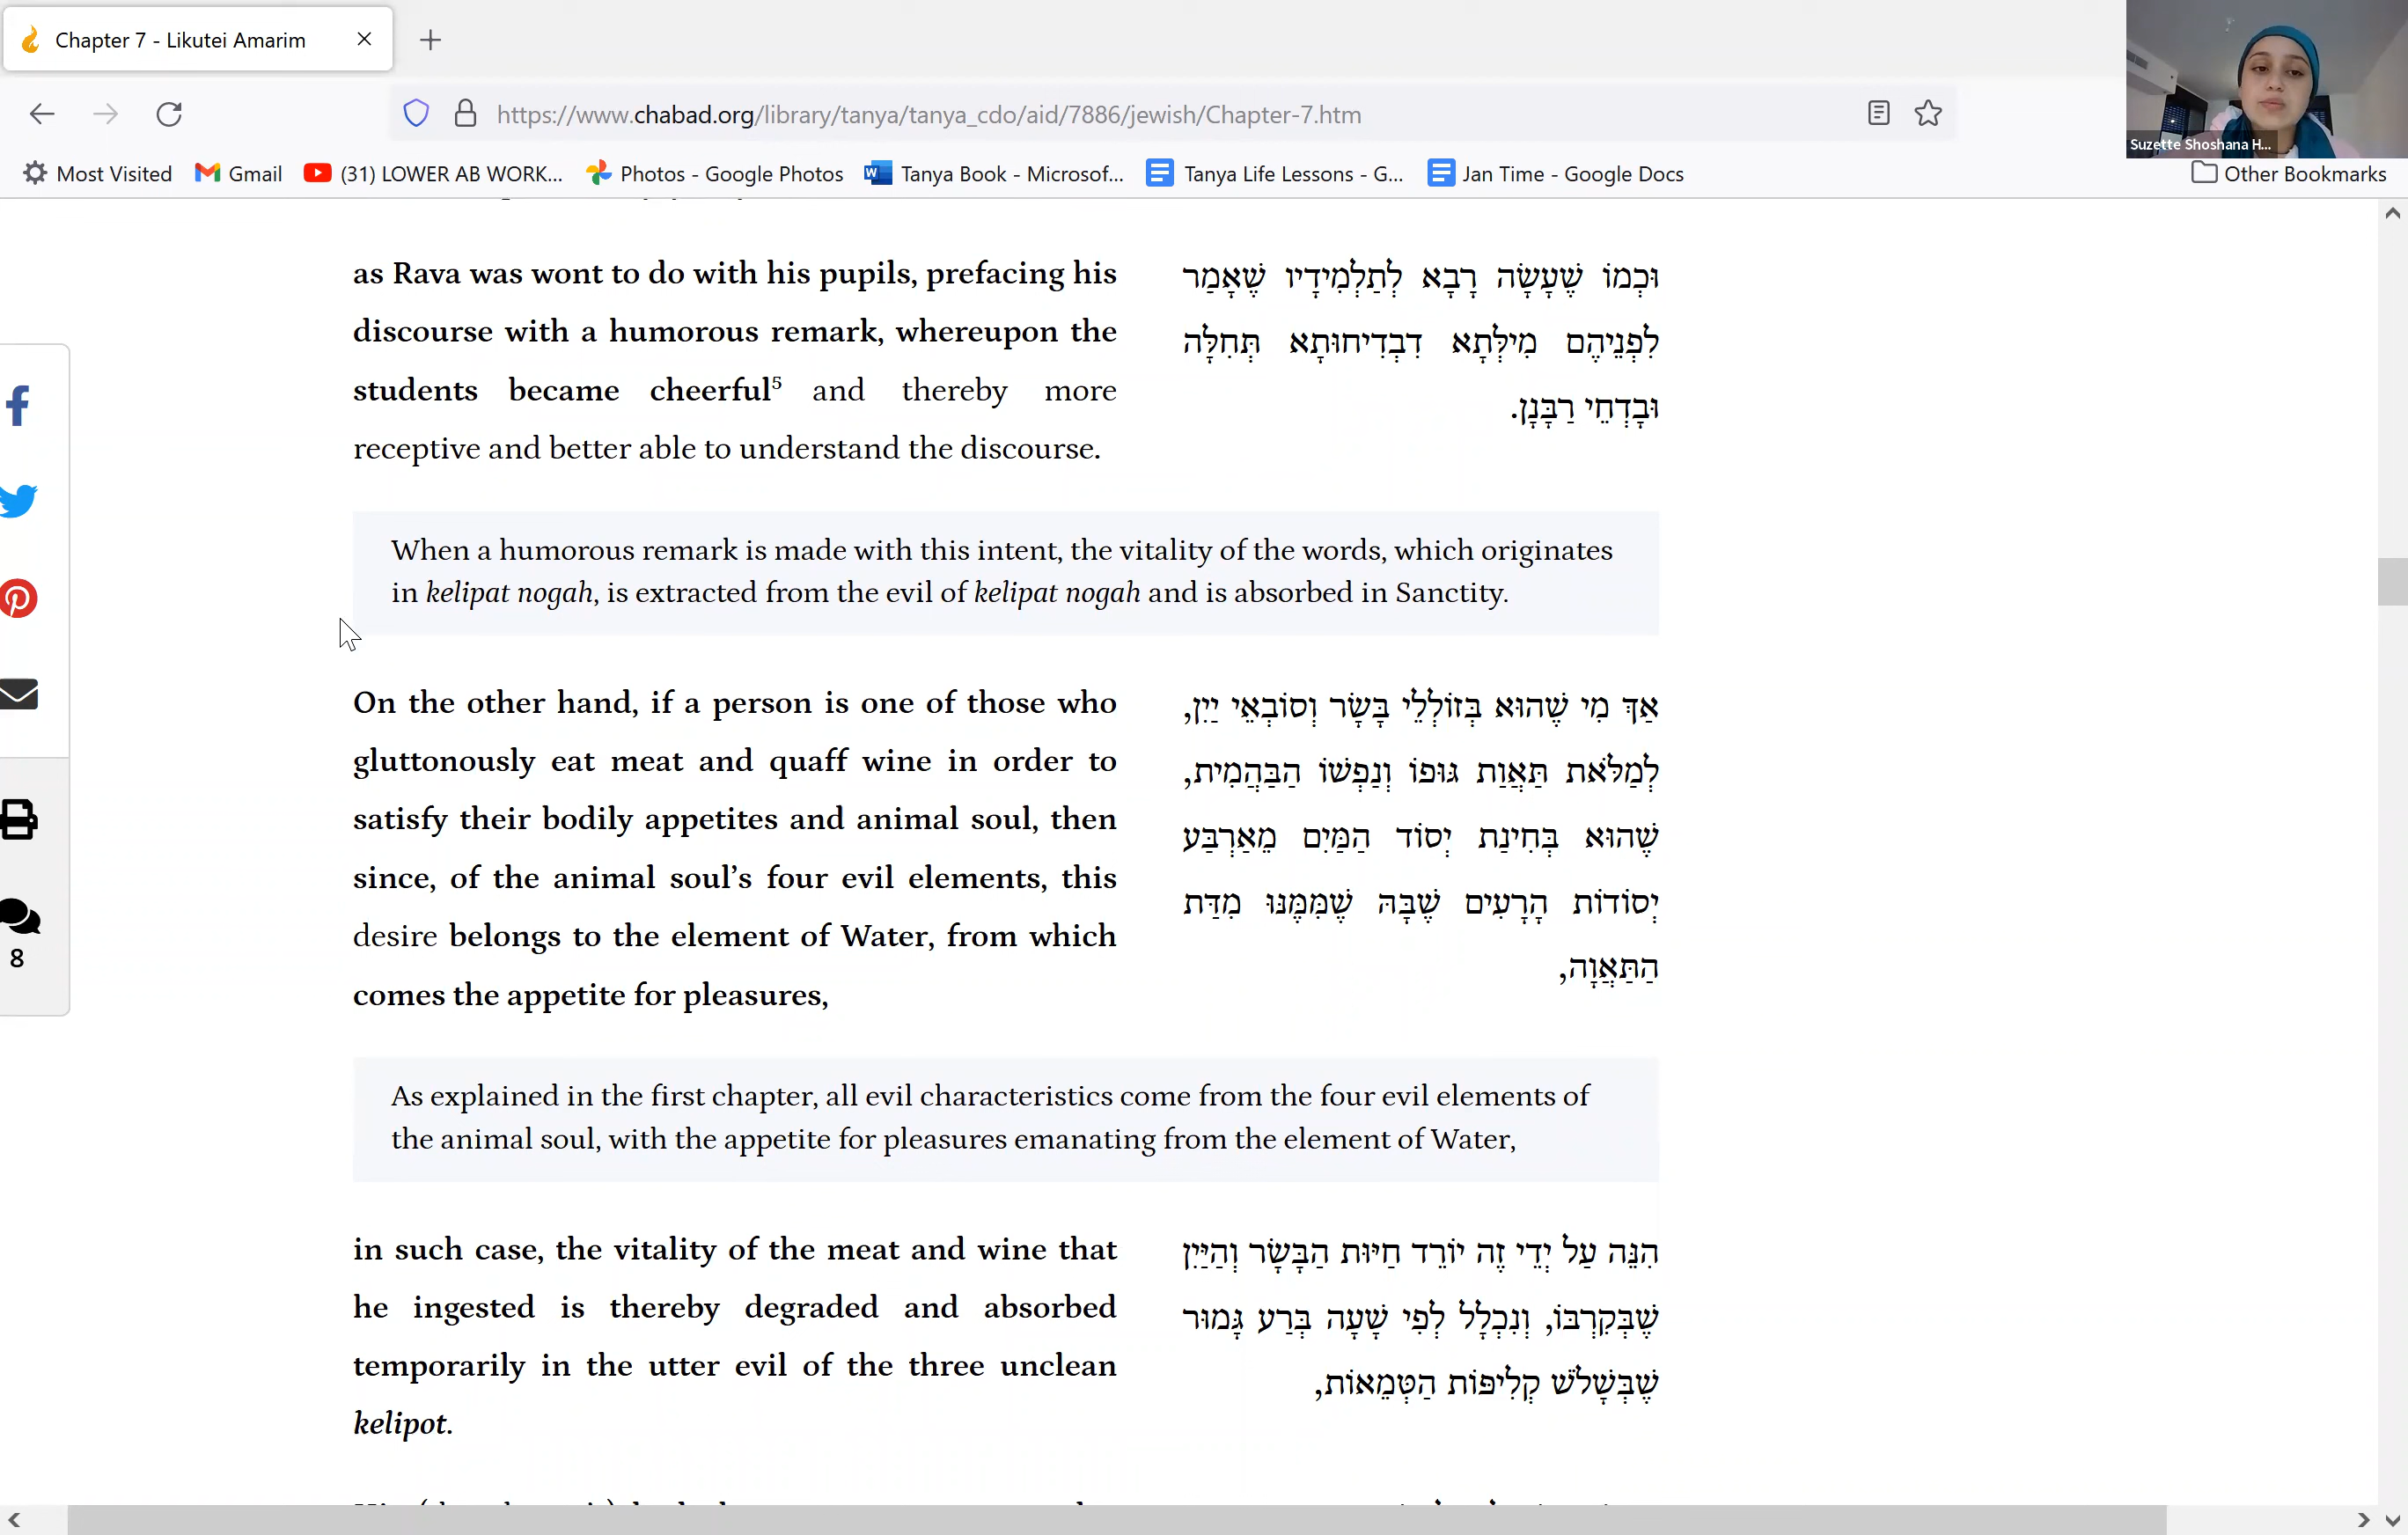 Chapter 7 - Likutei Amarim
https://www.chabad.org/library/tanya/tanya_cdo/aid/7886/jewish/Chapter-7.htm
Suzette Shoshana H...
Most Visited
Gmail
(31) LOWER AB WORK...
Photos - Google Photos
Tanya Book - Microsof...
Tanya Life Lessons - G...
Jan Time - Google Docs
Other Bookmarks
as Rava was wont to do with his pupils, prefacing his
discourse with a humorous remark, whereupon the
students became cheerful⁵ and thereby more
receptive and better able to understand the discourse.
וּכְמוֹ שֶׁעָשָׂה רָבָא לְתַלְמִידָיו שֶׁאָמַר
לִפְנֵיהֶם מִילְּתָא דִבְדִיחוּתָא תְּחִלָּה
וּבָדְחֵי רַבָּנָן.
When a humorous remark is made with this intent, the vitality of the words, which originates
in kelipat nogah, is extracted from the evil of kelipat nogah and is absorbed in Sanctity.
On the other hand, if a person is one of those who
gluttonously eat meat and quaff wine in order to
satisfy their bodily appetites and animal soul, then
since, of the animal soul’s four evil elements, this
desire belongs to the element of Water, from which
comes the appetite for pleasures,
אַךְ מִי שֶׁהוּא בְּזוֹלְלֵי בָּשָׂר וְסוֹבְאֵי יַיִן,
לְמַלֹּאת תַּאֲוַת גּוּפוֹ וְנַפְשׁוֹ הַבַּהֲמִית,
שֶׁהוּא בְּחִינַת יְסוֹד הַמַּיִם מֵאַרְבַּע
יְסוֹדוֹת הָרָעִים שֶׁבָּהּ שֶׁמִּמֶּנּוּ מִדַּת
הַתַּאֲוָה,
As explained in the first chapter, all evil characteristics come from the four evil elements of
the animal soul, with the appetite for pleasures emanating from the element of Water,
in such case, the vitality of the meat and wine that
he ingested is thereby degraded and absorbed
temporarily in the utter evil of the three unclean
kelipot.
הִנֵּה עַל יְדֵי זֶה יוֹרֵד חַיּוּת הַבָּשָׂר וְהַיַּיִן
שֶׁבְּקִרְבּוֹ, וְנִכְלָל לְפִי שָׁעָה בְּרַע גָּמוּר
שֶׁבְּשָׁלֹשׁ קְלִיפּוֹת הַטְּמֵאוֹת,
8